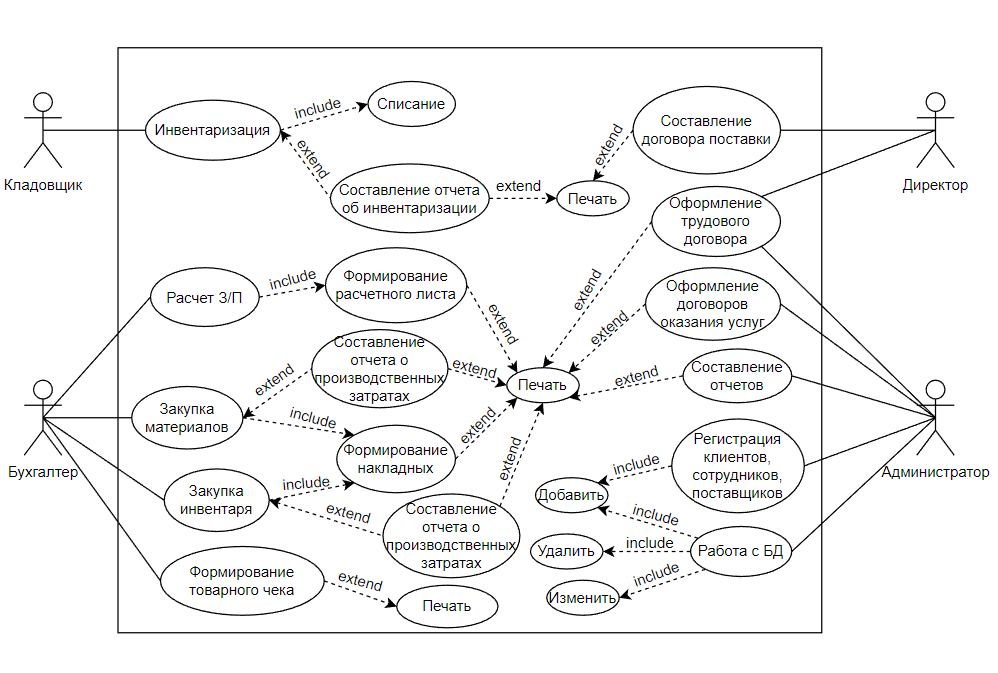 include
Списание
Инвентаризация
extend
Составление отчета
об инвентаризации
extend
Печать
extend
Составление
договора поставки
Кладовщик
Директор
Оформление
трудового
договора
Расчет З/П
include
Формирование
расчетного листа
extend
extend
Оформление
договоров
оказания услуг
extend
Составление
отчета о
производственных
затратах
extend
extend
Печать
extend
Составление
отчетов
Закупка
материалов
include
Формирование
накладных
extend
Бухгалтер
Администратор
Регистрация
клиентов,
сотрудников,
поставщиков
include
Добавить
Закупка
инвентаря
include
extend
Составление
отчета о
производственных
затратах
extend
include
Работа с БД
include
Удалить
include
Изменить
Формирование
товарного чека
extend
Печать